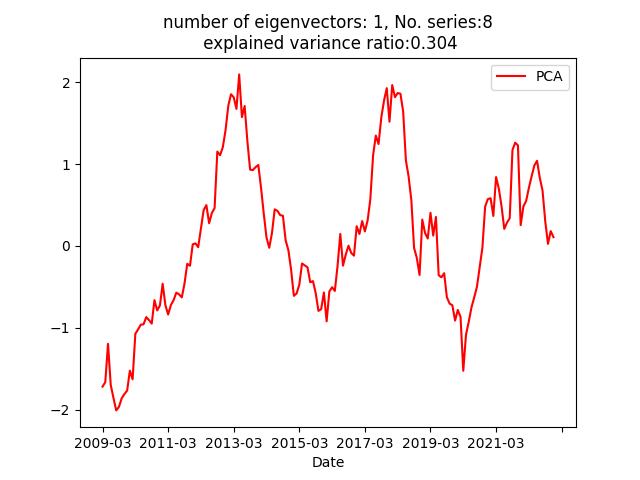 number of eigenvectors: 1, No. series:8
explained variance ratio:0.304
PCA
2
1
0
−1
−2
2009-03 2011-03 2013-03 2015-03 2017-03 2019-03 2021-03
Date